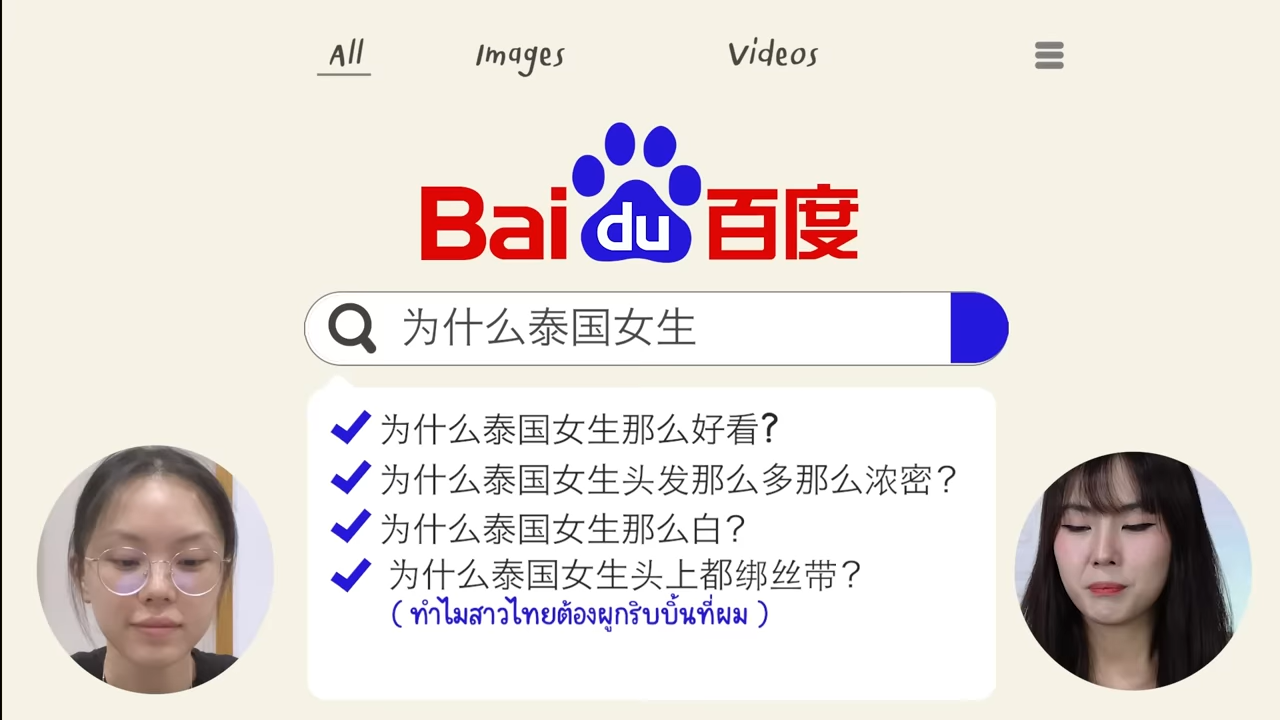 All Images Videos
Bai du 百度
为什么泰国女生
为什么泰国女生那么好看?
为什么泰国女生头发那么多那么浓密？
为什么泰国女生那么白？
为什么泰国女生头上都绑丝带？
( ทำไมสาวไทยต้องผูกริบบิ้นที่ผม )